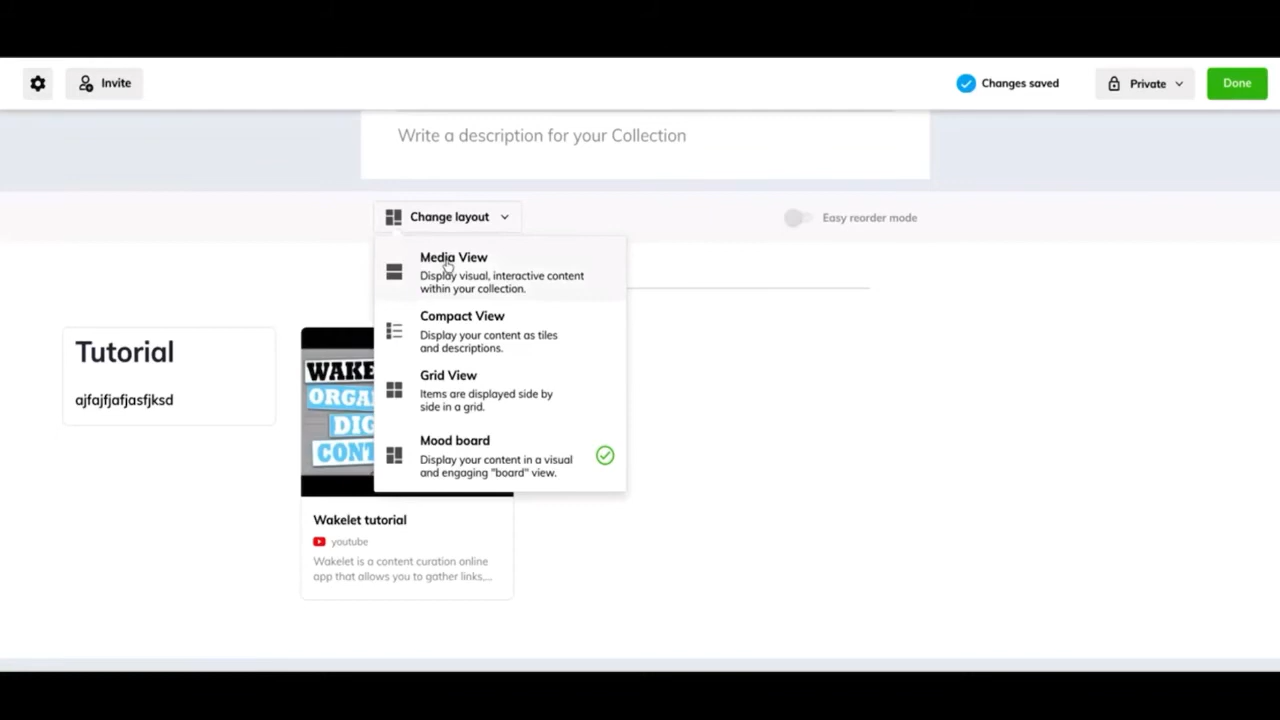 Invite
Changes saved
Private
Done
Write a description for your Collection
Change layout
Easy reorder mode
Media View
Display visual, interactive content
within your collection.
Compact View
Display your content as tiles
and descriptions.
Grid View
Items are displayed side by
side in a grid.
Mood board
Display your content in a visual
and engaging "board" view.
Tutorial
ajfajfjafjasfjksd
WAKE
ORGA
DIG
CONT
Wakelet tutorial
youtube
Wakelet is a content curation online
app that allows you to gather links,...